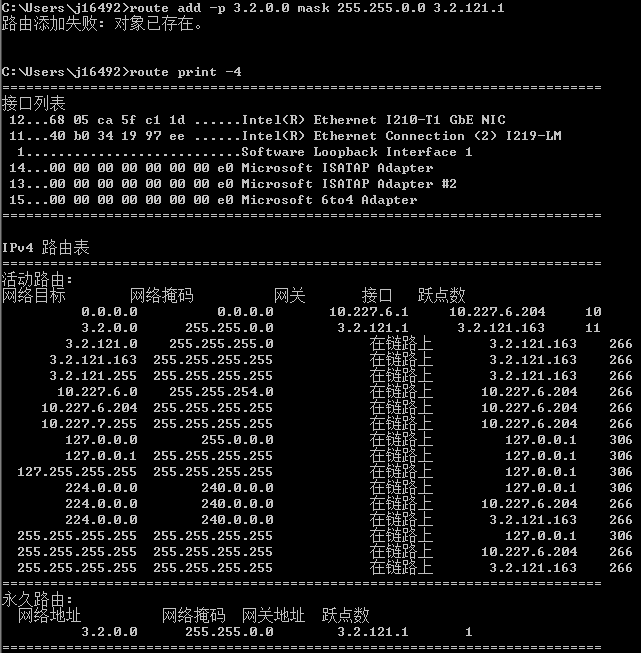 C:\Users\j16492>route add -p 3.2.0.0 mask 255.255.0.0 3.2.121.1
路由添加失败: 对象已存在。
C:\Users\j16492>route print -4
===========================================================================
接口列表
12...68 05 ca 5f c1 1d ......Intel(R) Ethernet I210-T1 GbE NIC
11...40 b0 34 19 97 ee ......Intel(R) Ethernet Connection (2) I219-LM
1...........................Software Loopback Interface 1
14...00 00 00 00 00 00 00 e0 Microsoft ISATAP Adapter
13...00 00 00 00 00 00 00 e0 Microsoft ISATAP Adapter #2
15...00 00 00 00 00 00 00 e0 Microsoft 6to4 Adapter
===========================================================================
IPv4 路由表
===========================================================================
活动路由:
网络目标 网络掩码 网关 接口 跃点数
0.0.0.0 0.0.0.0 10.227.6.1 10.227.6.204 10
3.2.0.0 255.255.0.0 3.2.121.1 3.2.121.163 11
3.2.121.0 255.255.255.0 在链路上 3.2.121.163 266
3.2.121.163 255.255.255.255 在链路上 3.2.121.163 266
3.2.121.255 255.255.255.255 在链路上 3.2.121.163 266
10.227.6.0 255.255.254.0 在链路上 10.227.6.204 266
10.227.6.204 255.255.255.255 在链路上 10.227.6.204 266
10.227.7.255 255.255.255.255 在链路上 10.227.6.204 266
127.0.0.0 255.0.0.0 在链路上 127.0.0.1 306
127.0.0.1 255.255.255.255 在链路上 127.0.0.1 306
127.255.255.255 255.255.255.255 在链路上 127.0.0.1 306
224.0.0.0 240.0.0.0 在链路上 127.0.0.1 306
224.0.0.0 240.0.0.0 在链路上 10.227.6.204 266
224.0.0.0 240.0.0.0 在链路上 3.2.121.163 266
255.255.255.255 255.255.255.255 在链路上 127.0.0.1 306
255.255.255.255 255.255.255.255 在链路上 10.227.6.204 266
255.255.255.255 255.255.255.255 在链路上 3.2.121.163 266
===========================================================================
永久路由:
网络地址 网络掩码 网关地址 跃点数
3.2.0.0 255.255.0.0 3.2.121.1 1
===========================================================================